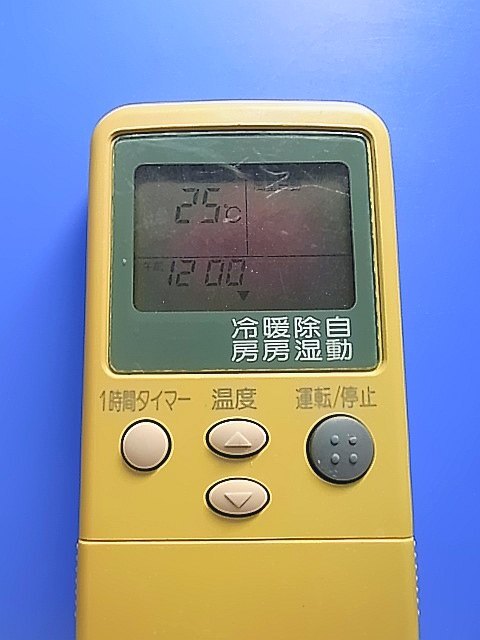 25℃
12:00
冷暖除自
房房湿動
1時間タイマー 温度 運転/停止